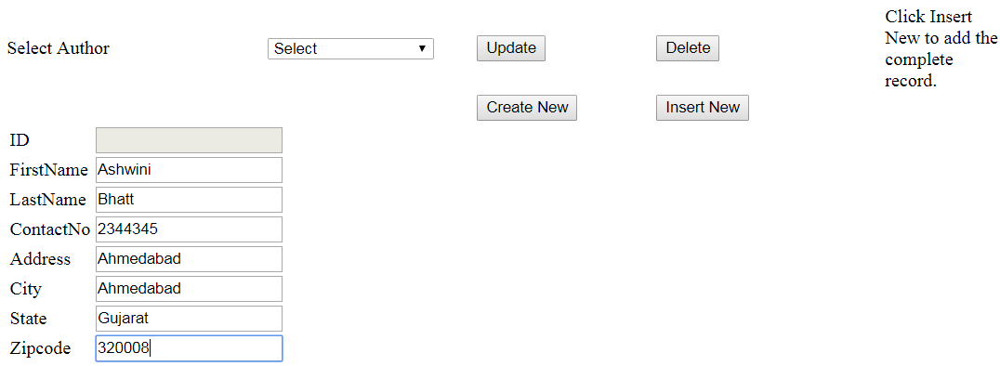 Select Author Select Update Delete
Click Insert
New to add the
complete
record.
Create New Insert New
ID
FirstName Ashwini
LastName Bhatt
ContactNo 2344345
Address Ahmedabad
City Ahmedabad
State Gujarat
Zipcode 320008